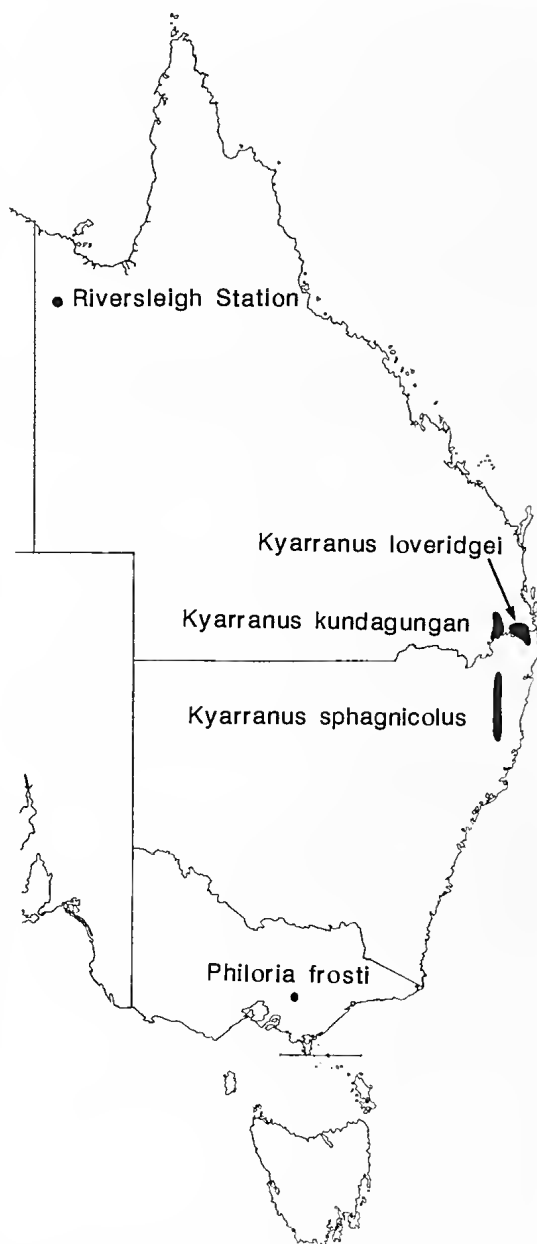 Riversleigh Station
Kyarranus loveridgei
Kyarranus kundagungan
Kyarranus sphagnicolus
Philoria frosti